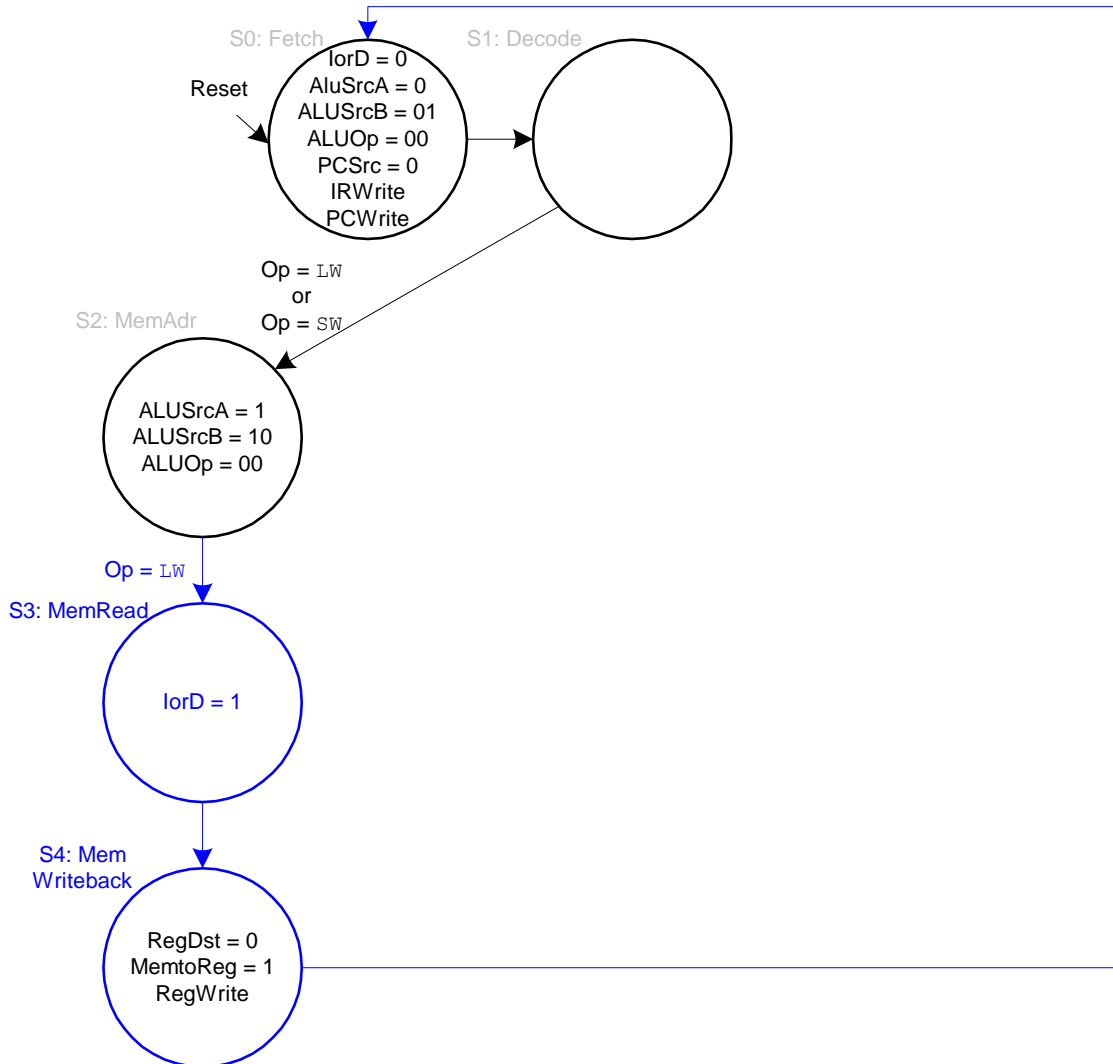 S0: Fetch
S1: Decode
Reset
IorD = 0
AluSrcA = 0
ALUSrcB = 01
ALUOp = 00
PCSrc = 0
IRWrite
PCWrite
Op = LW
or
Op = SW
S2: MemAdr
ALUSrcA = 1
ALUSrcB = 10
ALUOp = 00
Op = LW
S3: MemRead
IorD = 1
S4: Mem
Writeback
RegDst = 0
MemtoReg = 1
RegWrite